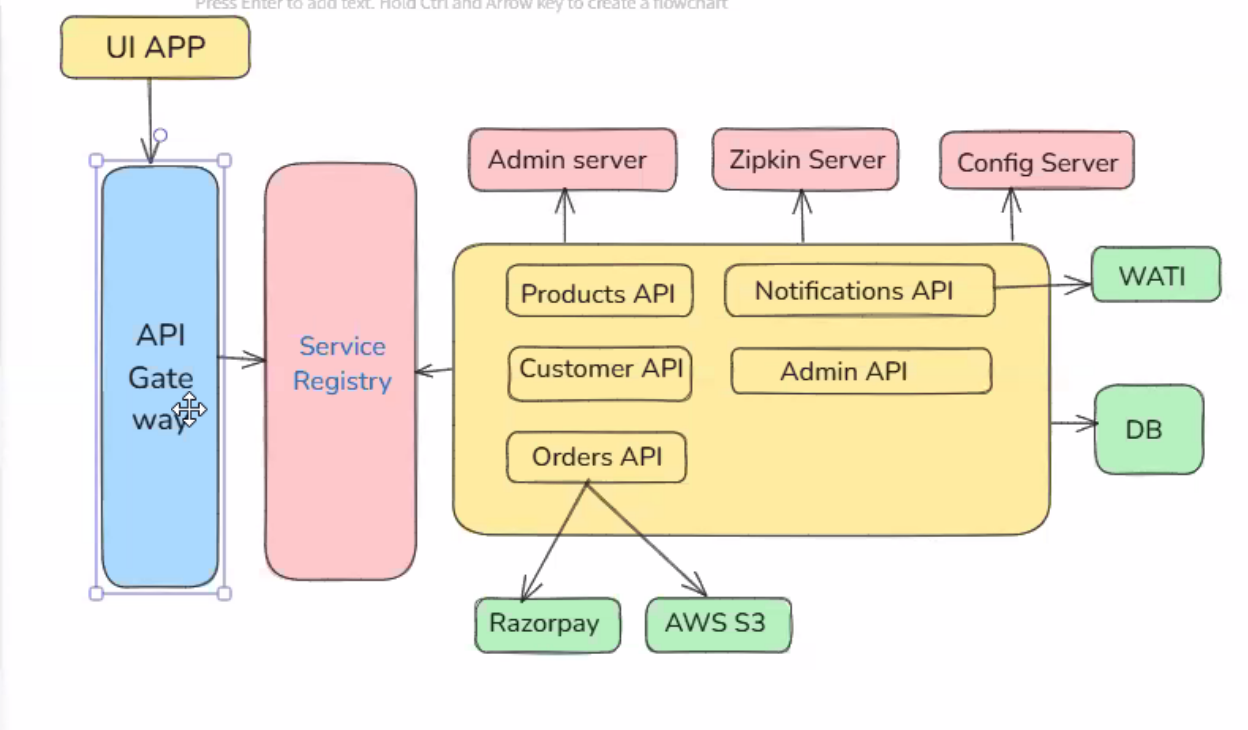 Press Enter to add text. Hold Ctrl and Arrow key to create a flowchart
UI APP
Admin server
Zipkin Server
Config Server
API
Gate
way
Service
Registry
Products API
Notifications API
WATI
Customer API
Admin API
DB
Orders API
Razorpay
AWS S3